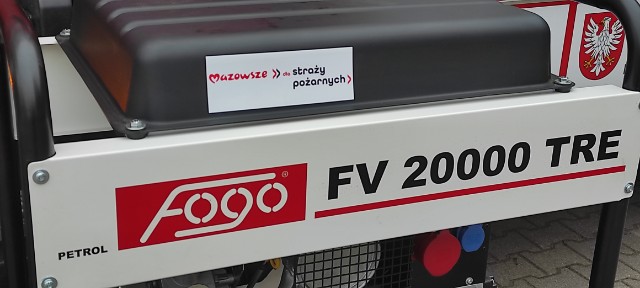 mazowsze dla straży
pożarnych
FOGO ®
FV 20000 TRE
PETROL